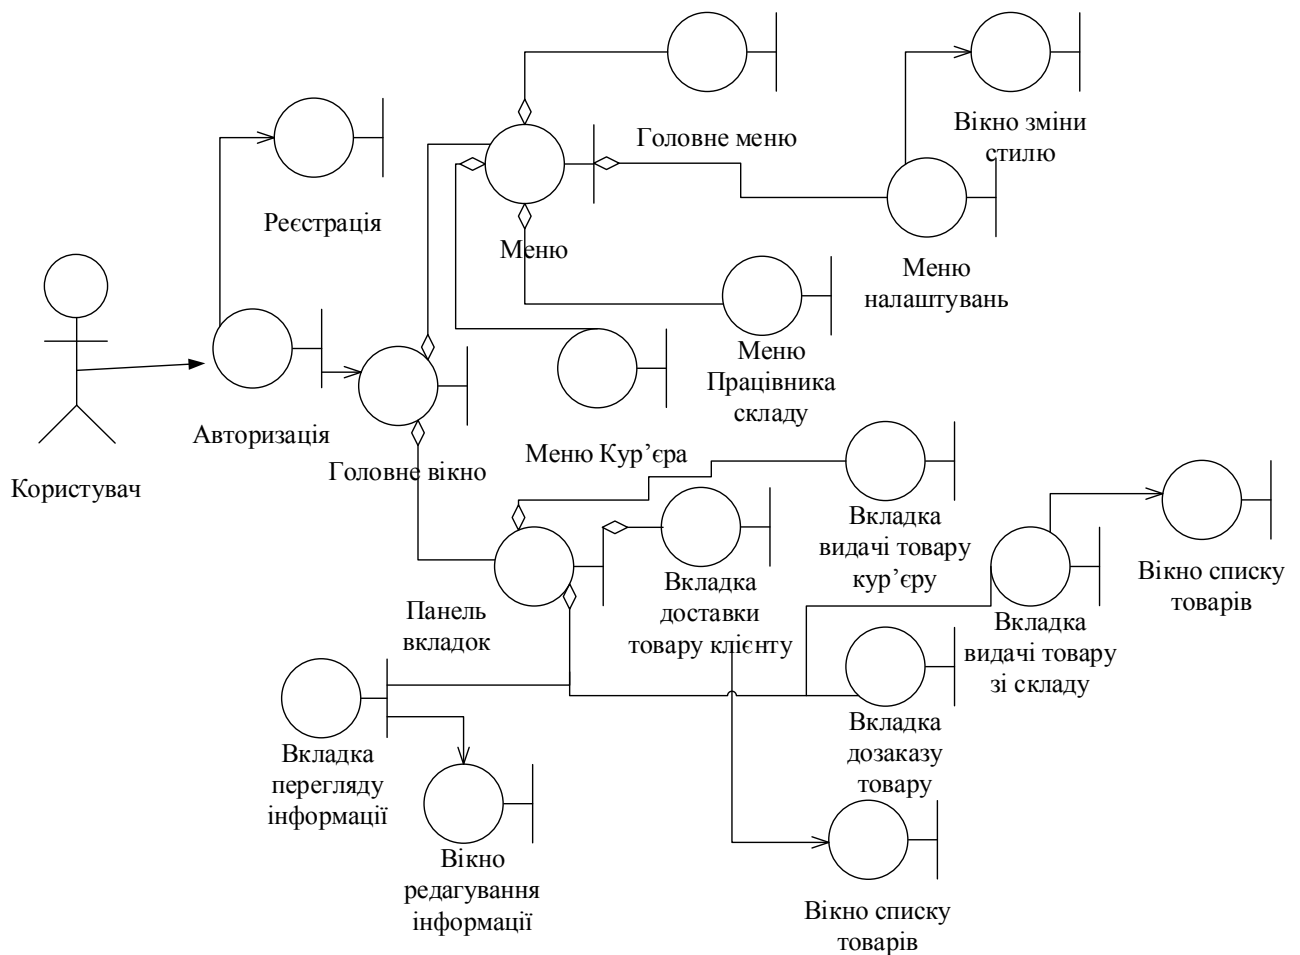 Головне меню
Вікно зміни
стилю
Реєстрація
Меню
Меню
налаштувань
Меню
Працівника
складу
Авторизація
Головне вікно
Меню Кур’єра
Користувач
Вкладка
видачі товару
кур’єру
Вікно списку
товарів
Панель
вкладок
Вкладка
доставки
товару клієнту
Вкладка
видачі товару
зі складу
Вкладка
дозаказу
товару
Вкладка
перегляду
інформації
Вікно
редагування
інформації
Вікно списку
товарів